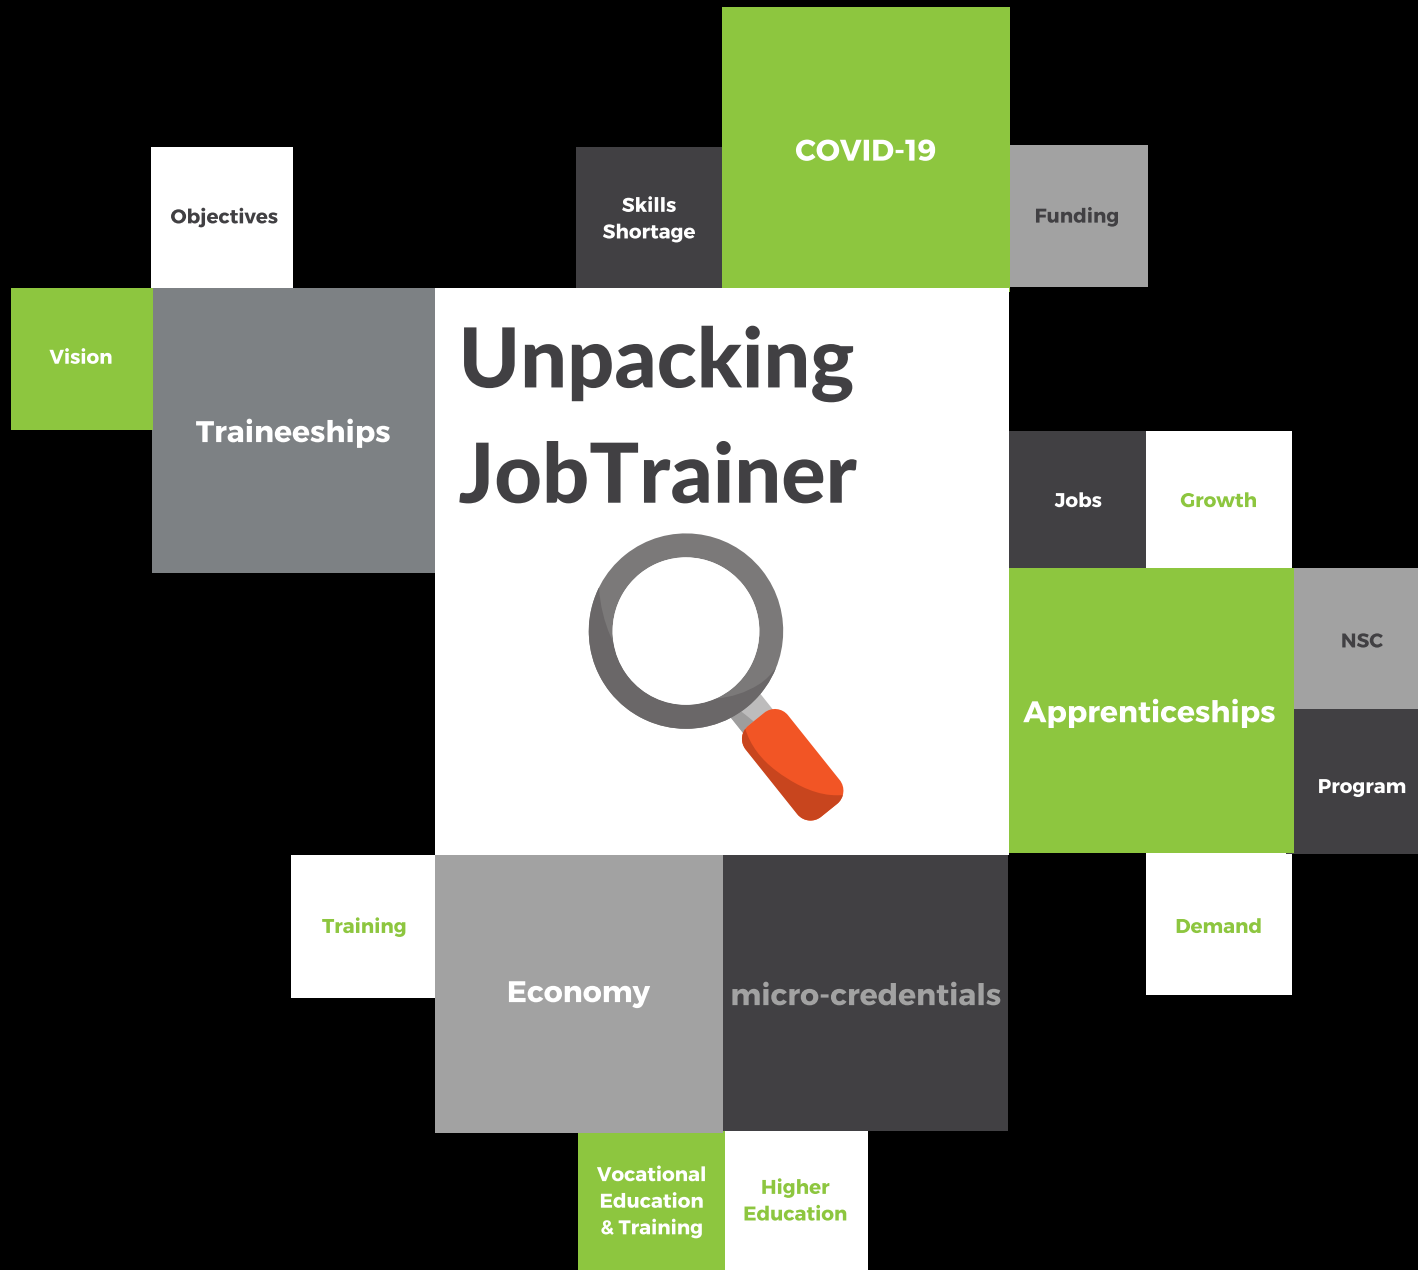 COVID-19
Objectives
Skills
Shortage
Funding
Vision
Traineeships
Unpacking
JobTrainer
Jobs
Growth
NSC
Apprenticeships
Program
Training
Demand
Economy
micro-credentials
Vocational
Education
& Training
Higher
Education